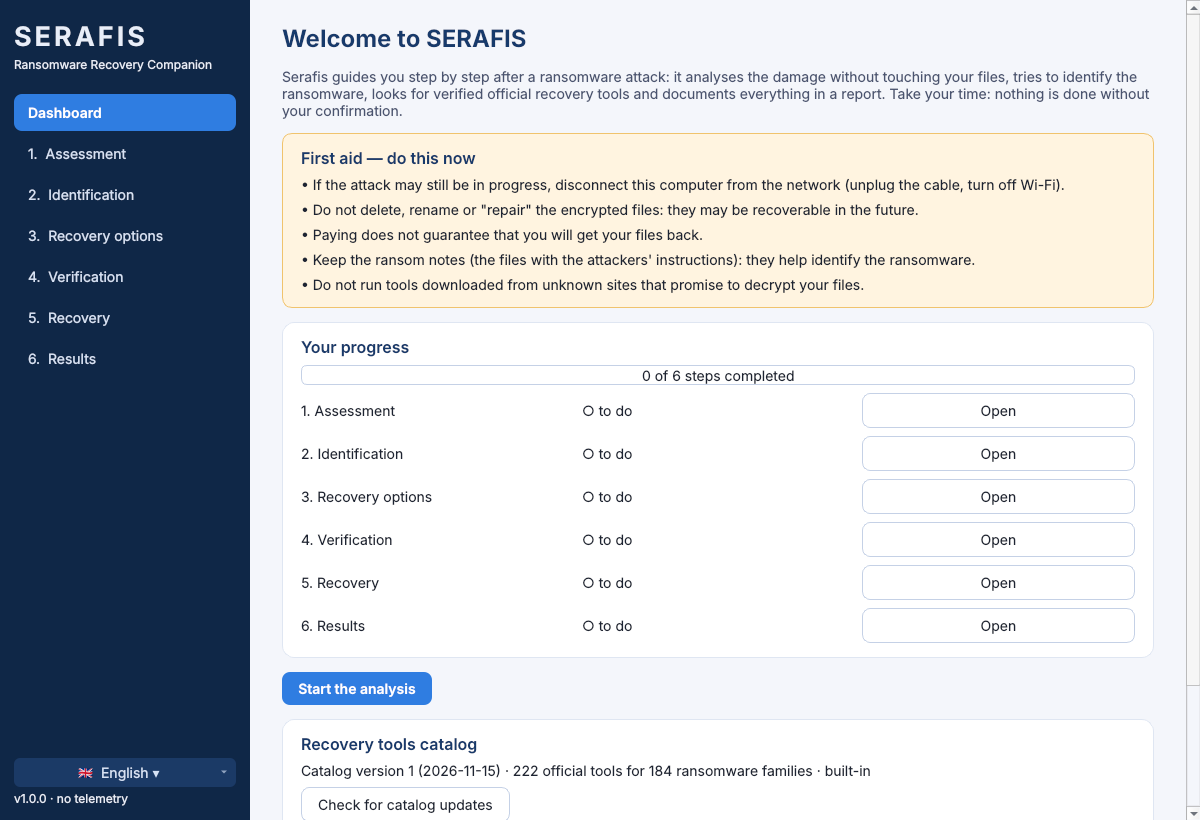 SERAFIS
Ransomware Recovery Companion
Dashboard
1. Assessment
2. Identification
3. Recovery options
4. Verification
5. Recovery
6. Results
English ▾
v1.0.0 · no telemetry
Welcome to SERAFIS
Serafis guides you step by step after a ransomware attack: it analyses the damage without touching your files, tries to identify the
ransomware, looks for verified official recovery tools and documents everything in a report. Take your time: nothing is done without
your confirmation.
First aid — do this now
• If the attack may still be in progress, disconnect this computer from the network (unplug the cable, turn off Wi-Fi).
• Do not delete, rename or "repair" the encrypted files: they may be recoverable in the future.
• Paying does not guarantee that you will get your files back.
• Keep the ransom notes (the files with the attackers' instructions): they help identify the ransomware.
• Do not run tools downloaded from unknown sites that promise to decrypt your files.
Your progress
0 of 6 steps completed
1. Assessment ○ to do Open
2. Identification ○ to do Open
3. Recovery options ○ to do Open
4. Verification ○ to do Open
5. Recovery ○ to do Open
6. Results ○ to do Open
Start the analysis
Recovery tools catalog
Catalog version 1 (2026-11-15) · 222 official tools for 184 ransomware families · built-in
Check for catalog updates